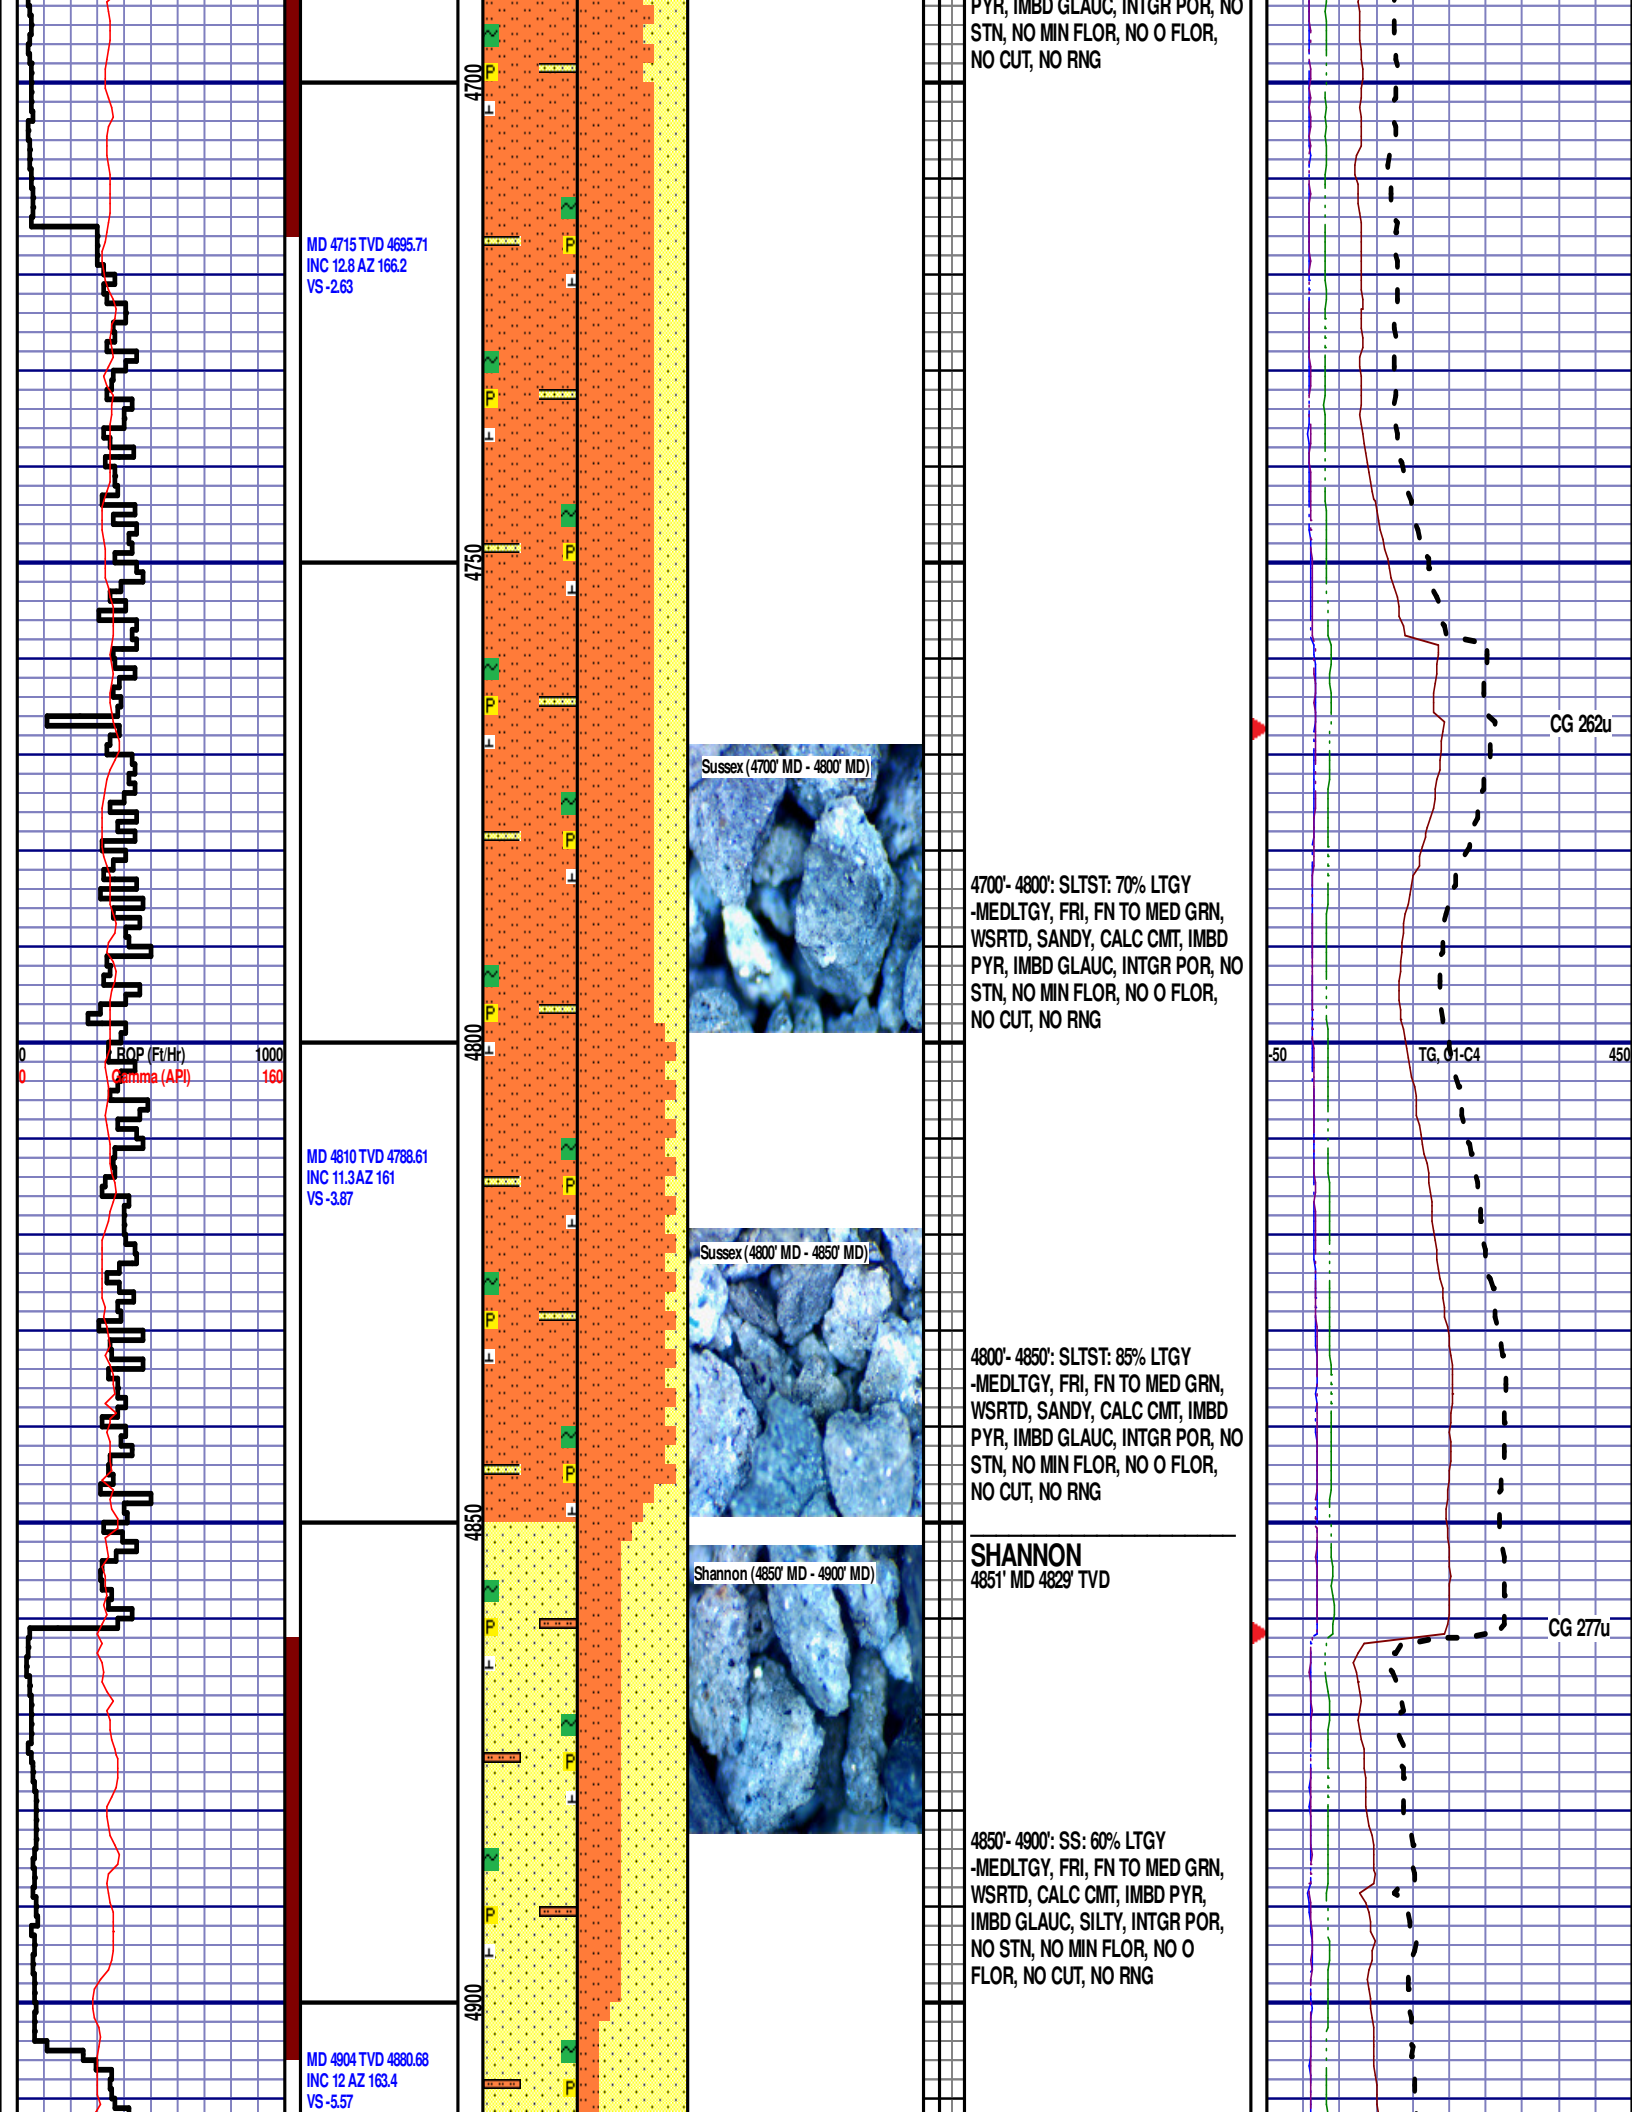 PYR, IMBD GLAUC, INTGR POR, NO
STN, NO MIN FLOR, NO O FLOR,
NO CUT, NO RNG
4700
MD 4715 TVD 4695.71
INC 12.8 AZ 166.2
VS -2.63
4750
CG 262u
Sussex (4700' MD - 4800' MD)
4700'- 4800': SLTST: 70% LTGY
-MEDLTGY, FRI, FN TO MED GRN,
WSRTD, SANDY, CALC CMT, IMBD
PYR, IMBD GLAUC, INTGR POR, NO
STN, NO MIN FLOR, NO O FLOR,
NO CUT, NO RNG
4800
0 ROP (Ft/Hr) 1000
0 Gamma (API) 160
-50 TG, C1-C4 450
MD 4810 TVD 4788.61
INC 11.3 AZ 161
VS -3.87
Sussex (4800' MD - 4850' MD)
4800'- 4850': SLTST: 85% LTGY
-MEDLTGY, FRI, FN TO MED GRN,
WSRTD, SANDY, CALC CMT, IMBD
PYR, IMBD GLAUC, INTGR POR, NO
STN, NO MIN FLOR, NO O FLOR,
NO CUT, NO RNG
4850
SHANNON
4851' MD 4829' TVD
Shannon (4850' MD - 4900' MD)
CG 277u
4850'- 4900': SS: 60% LTGY
-MEDLTGY, FRI, FN TO MED GRN,
WSRTD, CALC CMT, IMBD PYR,
IMBD GLAUC, SILTY, INTGR POR,
NO STN, NO MIN FLOR, NO O
FLOR, NO CUT, NO RNG
4900
MD 4904 TVD 4880.68
INC 12 AZ 163.4
VS -5.57